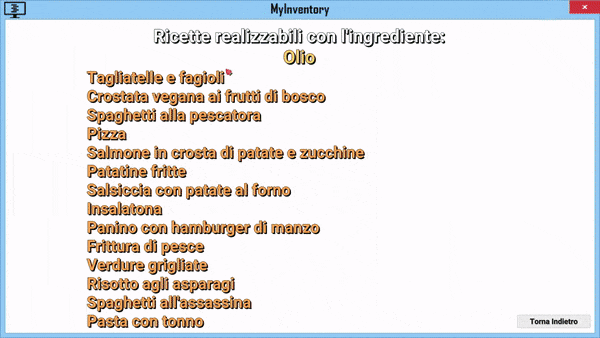 MyInventory
Ricette realizzabili con l'ingrediente:
Olio
Tagliatelle e fagioli
Crostata vegana ai frutti di bosco
Spaghetti alla pescatora
Pizza
Salmone in crosta di patate e zucchine
Patatine fritte
Salsiccia con patate al forno
Insalatona
Panino con hamburger di manzo
Frittura di pesce
Verdure grigliate
Risotto agli asparagi
Spaghetti all'assassina
Pasta con tonno
Torna Indietro